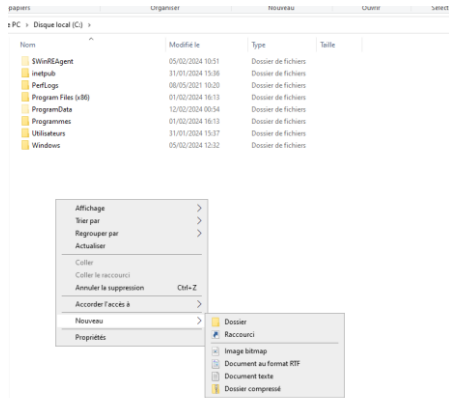 papiers Organiser Nouveau Ouvrir Sélect
e PC > Disque local (C:) >
Nom Modifié le Type Taille
$WinREAgent 05/02/2024 10:51 Dossier de fichiers
inetpub 31/01/2024 15:38 Dossier de fichiers
PerfLogs 08/05/2021 10:20 Dossier de fichiers
Program Files (x86) 01/02/2024 16:13 Dossier de fichiers
ProgramData 12/02/2024 00:54 Dossier de fichiers
Programmes 01/02/2024 16:13 Dossier de fichiers
Utilisateurs 31/01/2024 15:37 Dossier de fichiers
Windows 05/02/2024 12:32 Dossier de fichiers
Affichage >
Trier par >
Regrouper par >
Actualiser
Coller
Coller le raccourci
Annuler la suppression Ctrl+Z
Accorder l'accès à >
Nouveau >
Propriétés
Dossier
Raccourci
Image bitmap
Document au format RTF
Document texte
Dossier compressé